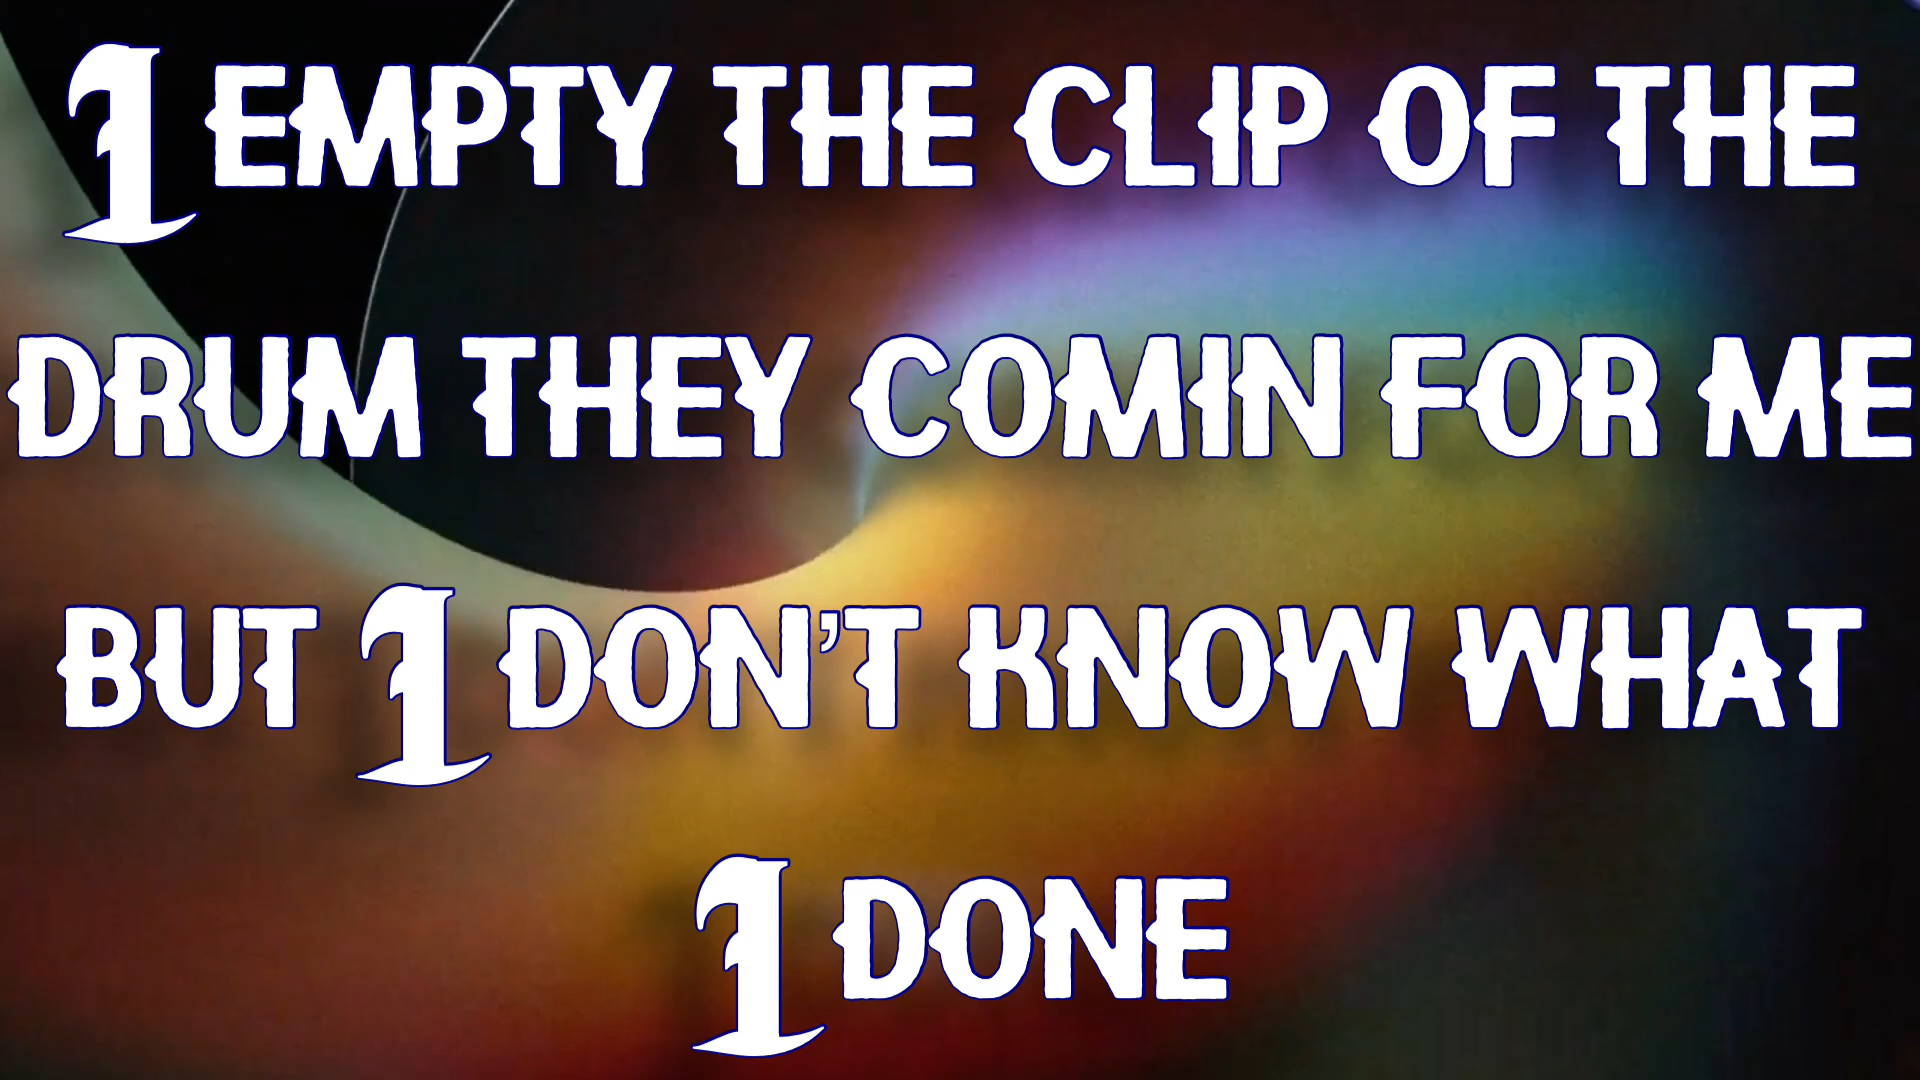 I EMPTY THE CLIP OF THE
DRUM THEY COMIN FOR ME
BUT I DON'T KNOW WHAT
I DONE